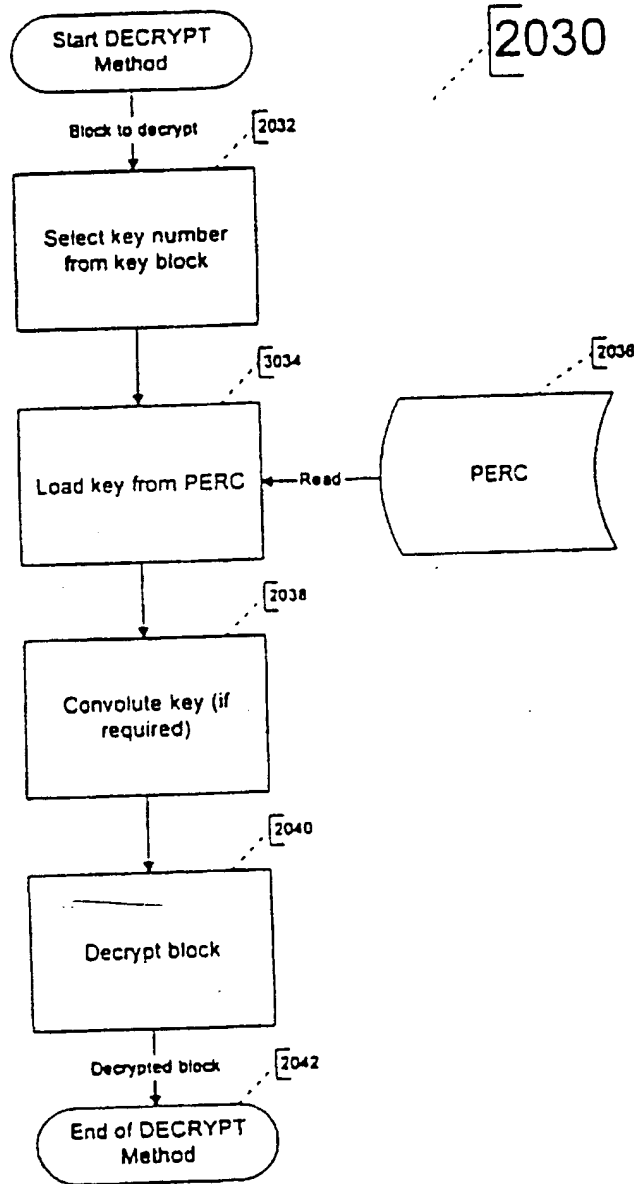 Start DECRYPT
Method
2030
Block to decrypt
2032
Select key number
from key block
3034
2036
Load key from PERC
Read
PERC
2038
Convolute key (if
required)
2040
Decrypt block
Decrypted block
2042
End of DECRYPT
Method